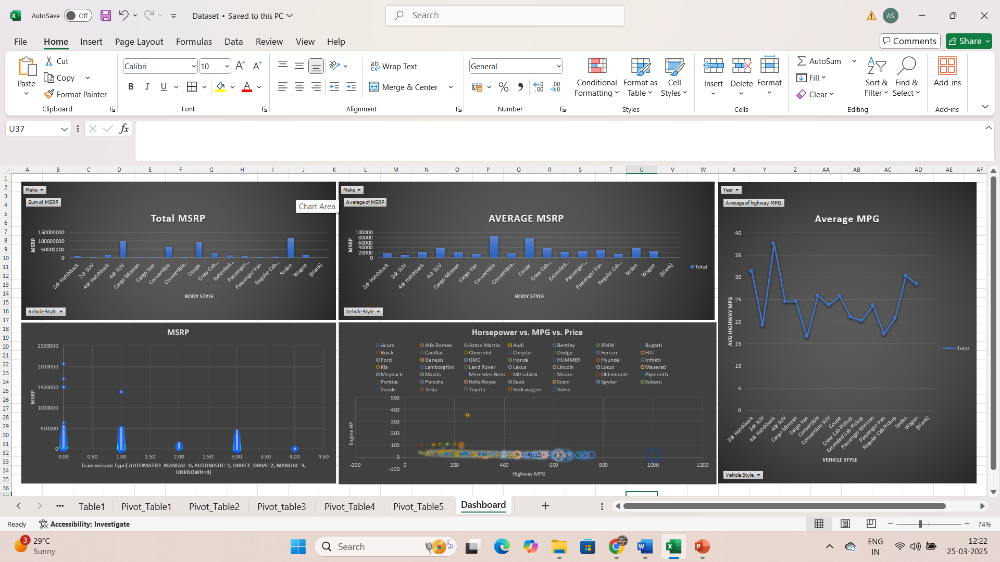 AutoSave Off Dataset • Saved to this PC Search AS
File Home Insert Page Layout Formulas Data Review View Help Comments Share
Paste Cut Copy Format Painter
Clipboard
Calibri 10
B I U A
Font
Wrap Text
Merge & Center
Alignment
General
Number
Conditional Formatting Format as Table Cell Styles
Styles
Insert Delete Format
Cells
AutoSum Fill Clear Sort & Filter Find & Select
Editing
Add-ins
Add-ins
U37 fx
A B C D E F G H I J K L M N O P Q R S T U V W X Y Z AA AB AC AD AE AF
1
2
3
4
5
6
7
8
9
10
11
12
13
14
15
16
17
18
19
20
21
22
23
24
25
26
27
28
29
30
31
32
33
34
35
36
Make
Sum of MSRP
Chart Area
Total MSRP
MSRP
150000000
100000000
50000000
0
2dr Hatchback 2dr SUV 4dr Hatchback 4dr SUV Cargo Minivan Cargo Van Convertible Convertible... Coupe Crew Cab... Extended... Passenger... Passenger Van Regular Cab... Sedan Wagon (blank)
BODY STYLE
Vehicle Style
Make
Average of MSRP
AVERAGE MSRP
MSRP
100000
80000
60000
40000
20000
0
2dr Hatchback 2dr SUV 4dr Hatchback 4dr SUV Cargo Minivan Cargo Van Convertible Convertible... Coupe Crew Cab... Extended... Passenger... Passenger Van Regular Cab... Sedan Wagon (blank)
Total
BODY STYLE
Vehicle Style
Year
Average of highway MPG
Average MPG
AVG HIGHWAY MPG
40
35
30
25
20
15
10
5
0
2dr Hatchback 2dr SUV 4dr Hatchback 4dr SUV Cargo Minivan Cargo Van Convertible Convertible SUV Coupe Crew Cab Pickup Extended Cab Pickup Passenger Minivan Passenger Van Regular Cab Pickup Sedan Wagon (blank)
Total
VEHICLE STYLE
Vehicle Style
MSRP
MSRP
2500000
2000000
1500000
1000000
500000
0
0.00 0.50 1.00 1.50 2.00 2.50 3.00 3.50 4.00 4.50
Transmission Type( AUTOMATED_MANUAL=0, AUTOMATIC=1, DIRECT_DRIVE=2, MANUAL=3,
UNKNOWN=4)
Horsepower vs. MPG vs. Price
Acura Alfa Romeo Aston Martin Audi Bentley BMW Bugatti
Buick Cadillac Chevrolet Chrysler Dodge Ferrari FIAT
Ford Genesis GMC Honda HUMMER Hyundai Infiniti
Kia Lamborghini Land Rover Lexus Lincoln Lotus Maserati
Maybach Mazda Mercedes-Benz Mitsubishi Nissan Oldsmobile Plymouth
Pontiac Porsche Rolls-Royce Saab Scion Spyker Subaru
Suzuki Tesla Toyota Volkswagen Volvo
Engine HP
500
400
300
200
100
0
-100
-200 0 200 400 600 800 1000 1200
Highway MPG
Table1 Pivot_Table1 Pivot_Table2 Pivot_table3 Pivot_Table4 Pivot_Table5 Dashboard
Ready Accessibility: Investigate 74%
3 29°C
Sunny
Search
ENG
IN
12:22
25-03-2025